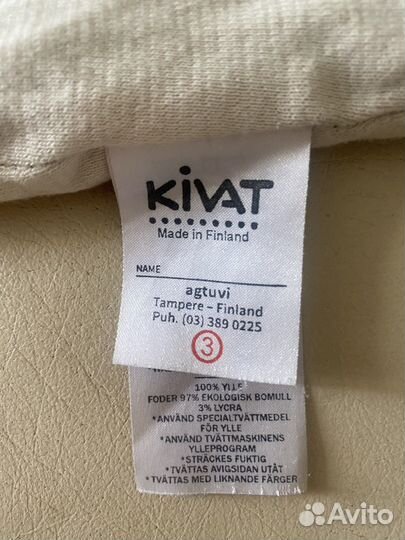 KIVAT
Made in Finland
NAME
agtuvi
Tampere – Finland
Puh. (03) 389 0225
3
100% YLLE
FODER 97% EKOLOGISK BOMULL
3% LYCRA
*ANVÄND SPECIALTVÄTTMEDEL
FÖR YLLE
*ANVÄND TVÄTTMASKINENS
YLLEPROGRAM
*STRÄCKES FUKTIG
*TVÄTTAS AVIGSIDAN UTÅT
*TVÄTTAS MED LIKNANDE FÄRGER
Avito